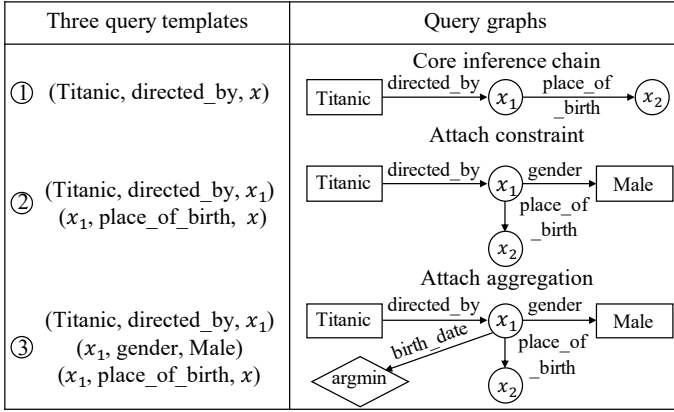 Three query templates
Query graphs
① (Titanic, directed_by, x)
Core inference chain
Titanic directed_by x₁ place_of
_birth x₂
② (Titanic, directed_by, x₁)
(x₁, place_of_birth, x)
Attach constraint
Titanic directed_by x₁ gender Male
place_of
_birth
x₂
③ (Titanic, directed_by, x₁)
(x₁, gender, Male)
(x₁, place_of_birth, x)
Attach aggregation
Titanic directed_by x₁ gender Male
birth_date place_of
_birth
argmin x₂